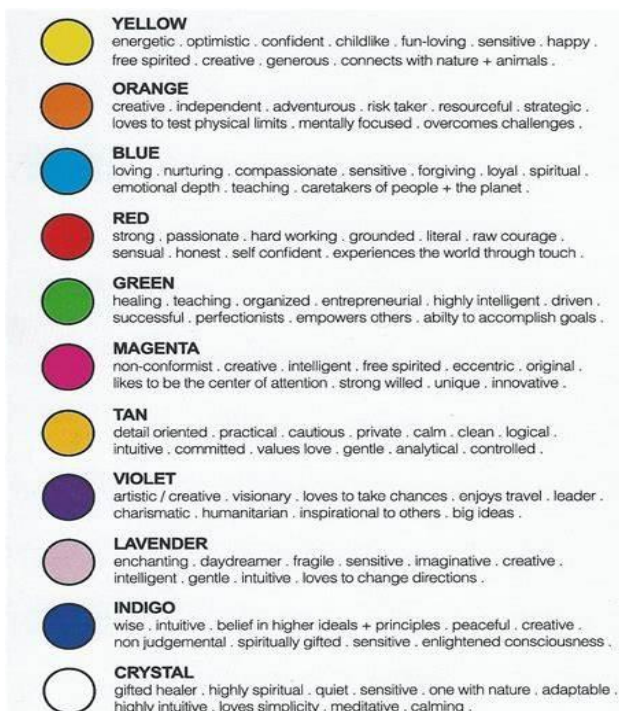 YELLOW
energetic . optimistic . confident . childlike . fun-loving . sensitive . happy .
free spirited . creative . generous . connects with nature + animals .
ORANGE
creative . independent . adventurous . risk taker . resourceful . strategic .
loves to test physical limits . mentally focused . overcomes challenges .
BLUE
loving . nurturing . compassionate . sensitive . forgiving . loyal . spiritual .
emotional depth . teaching . caretakers of people + the planet .
RED
strong . passionate . hard working . grounded . literal . raw courage .
sensual . honest . self confident . experiences the world through touch .
GREEN
healing . teaching . organized . entrepreneurial . highly intelligent . driven .
successful . perfectionists . empowers others . abilty to accomplish goals .
MAGENTA
non-conformist . creative . intelligent . free spirited . eccentric . original .
likes to be the center of attention . strong willed . unique . innovative .
TAN
detail oriented . practical . cautious . private . calm . clean . logical .
intuitive . committed . values love . gentle . analytical . controlled .
VIOLET
artistic / creative . visionary . loves to take chances . enjoys travel . leader .
charismatic . humanitarian . inspirational to others . big ideas .
LAVENDER
enchanting . daydreamer . fragile . sensitive . imaginative . creative .
intelligent . gentle . intuitive . loves to change directions .
INDIGO
wise . intuitive . belief in higher ideals + principles . peaceful . creative .
non judgemental . spiritually gifted . sensitive . enlightened consciousness .
CRYSTAL
gifted healer . highly spiritual . quiet . sensitive . one with nature . adaptable .
highly intuitive . loves simplicity . meditative . calming .